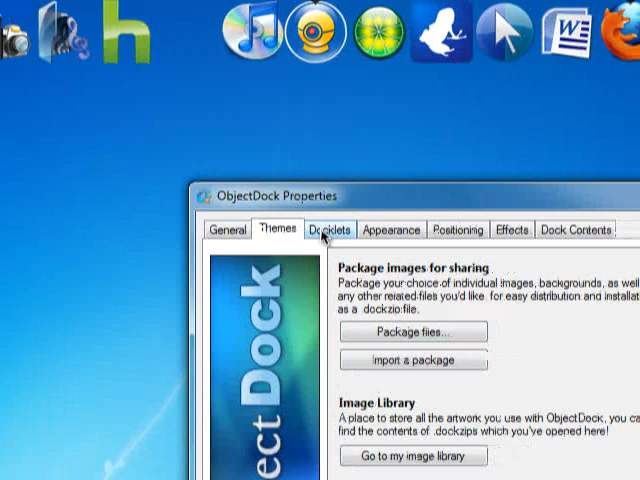 h
W
ObjectDock Properties
General Themes Docklets Appearance Positioning Effects Dock Contents
Package images for sharing
Package your choice of individual images, backgrounds, as well
any other related files you'd like for easy distribution and installat
as a .dockzip file.
Package files...
Import a package
Image Library
A place to store all the artwork you use with ObjectDock, you ca
find the contents of .dockzips which you've opened here!
Go to my image library
ect Dock